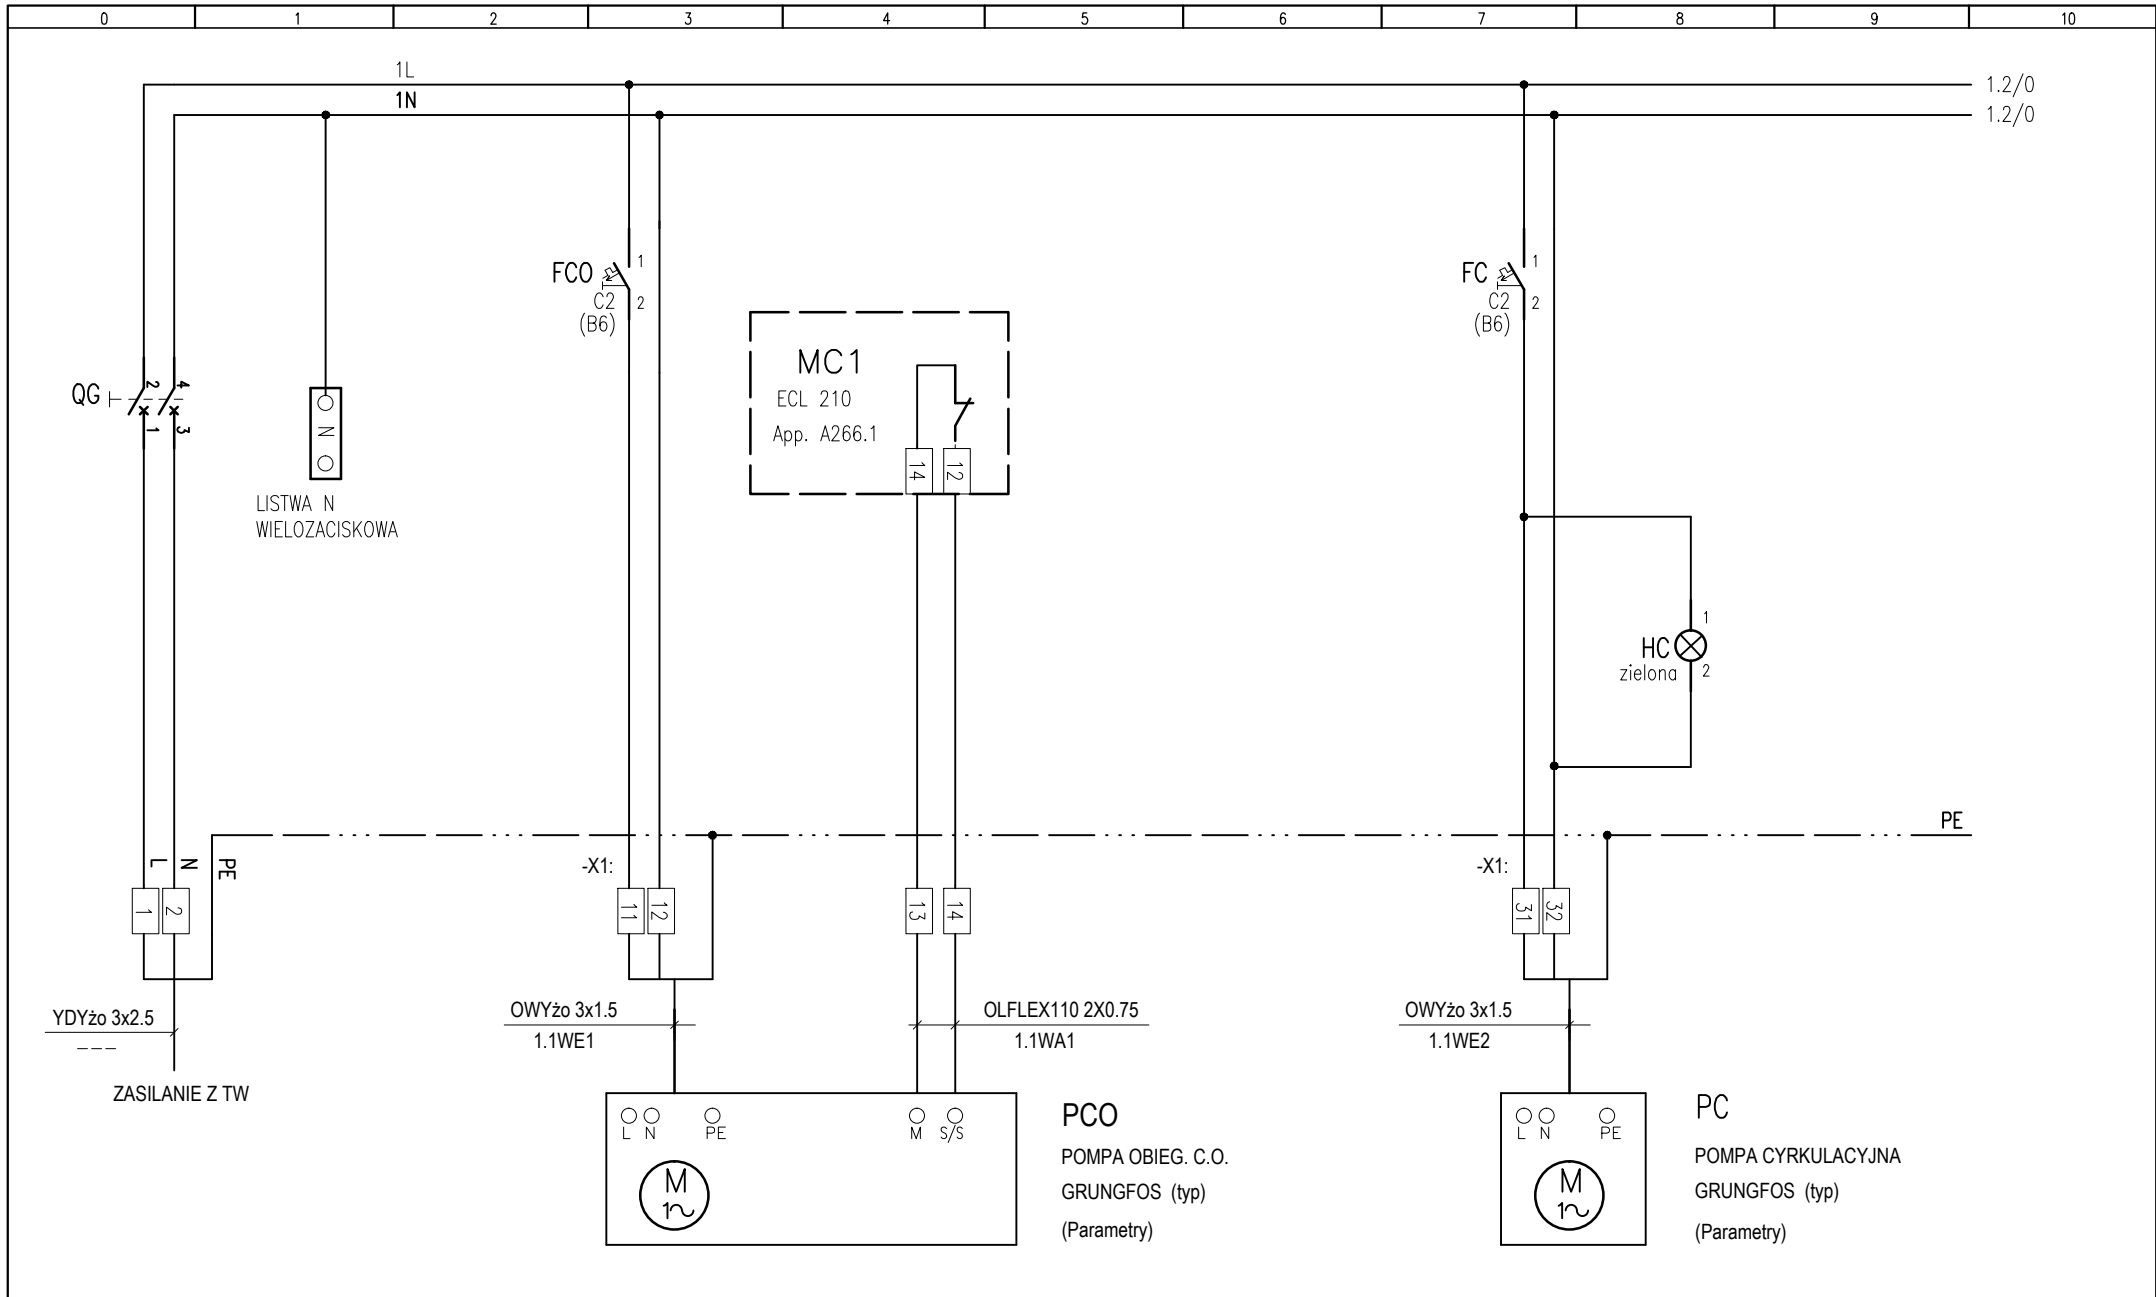 0 1 2 3 4 5 6 7 8 9 10
1L
1.2/0
1N
1.2/0
FCO 1
C2 2
(B6)
FC 1
C2 2
(B6)
MC1
ECL 210
App. A266.1
14 12
QG 2 4
1 3
N
LISTWA N
WIELOZACISKOWA
1
HC
zielona 2
PE
L N PE
-X1:
-X1:
1 2
11 12
13 14
31 32
YDYżo 3x2.5
---
OWYżo 3x1.5
1.1WE1
OLFLEX110 2X0.75
1.1WA1
OWYżo 3x1.5
1.1WE2
ZASILANIE Z TW
L N PE M S/S
M
1~
PCO
POMPA OBIEG. C.O.
GRUNGFOS (typ)
(Parametry)
L N PE
M
1~
PC
POMPA CYRKULACYJNA
GRUNGFOS (typ)
(Parametry)